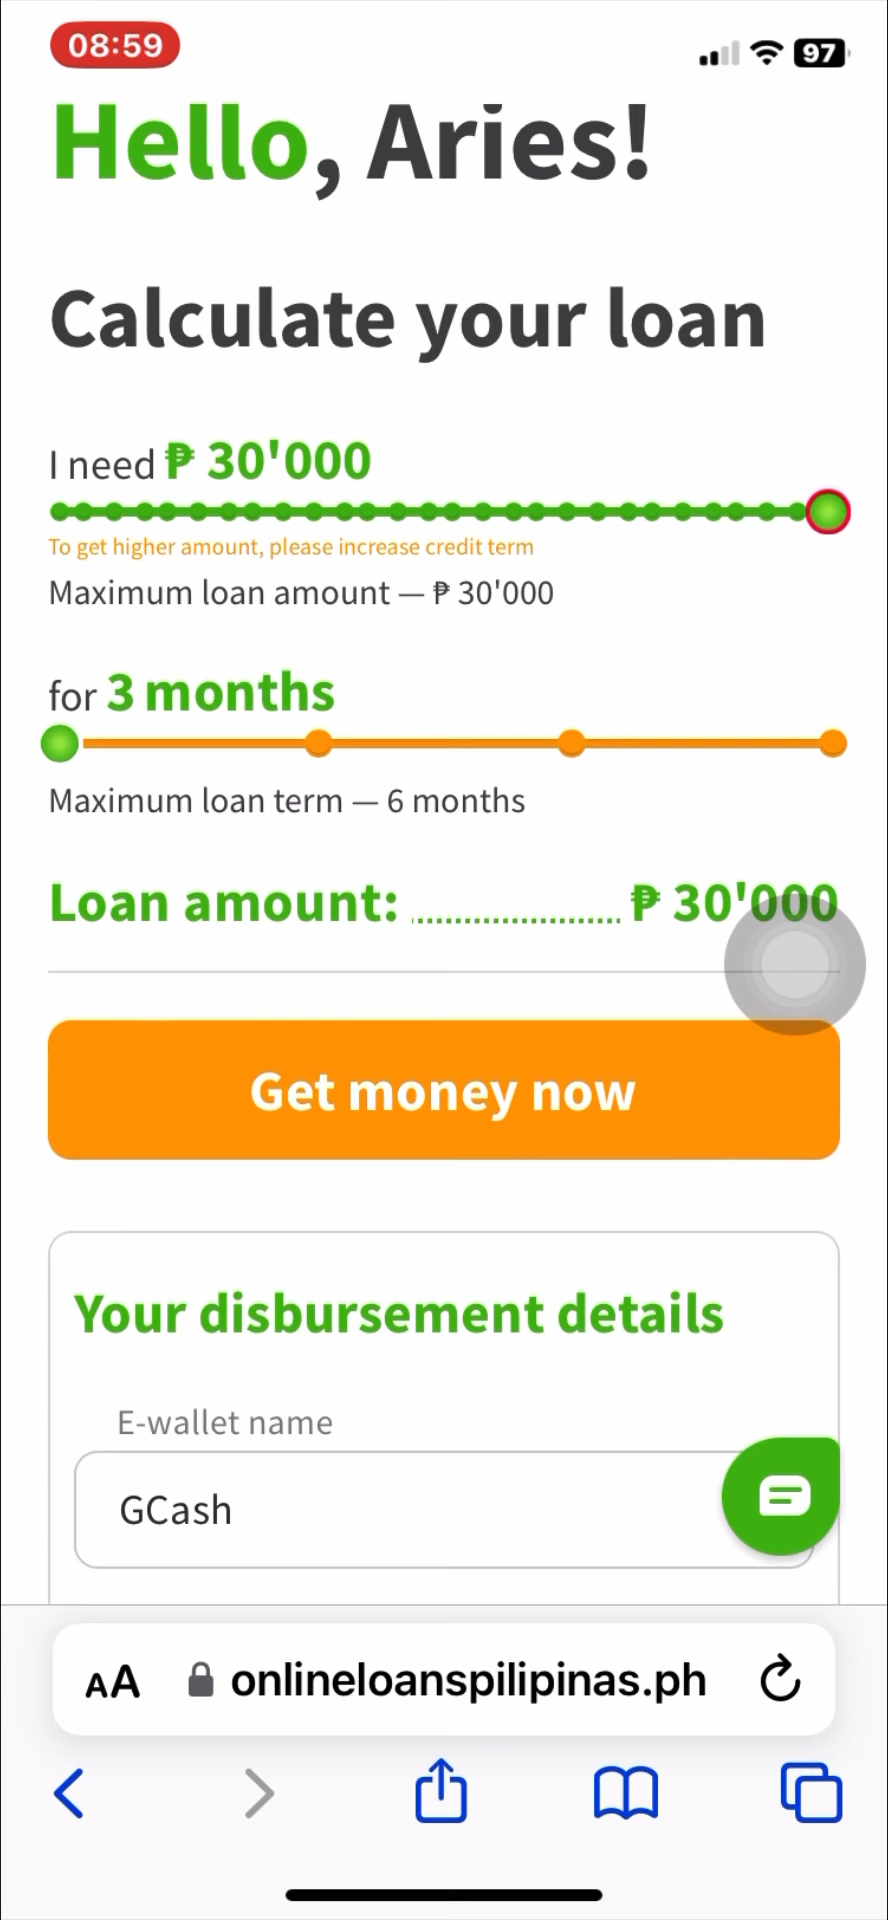 08:59
97
Hello, Aries!
Calculate your loan
I need ₱ 30'000
To get higher amount, please increase credit term
Maximum loan amount — ₱ 30'000
for 3 months
Maximum loan term — 6 months
Loan amount: ₱ 30'000
Get money now
Your disbursement details
E-wallet name
GCash
AA onlineloanspilipinas.ph